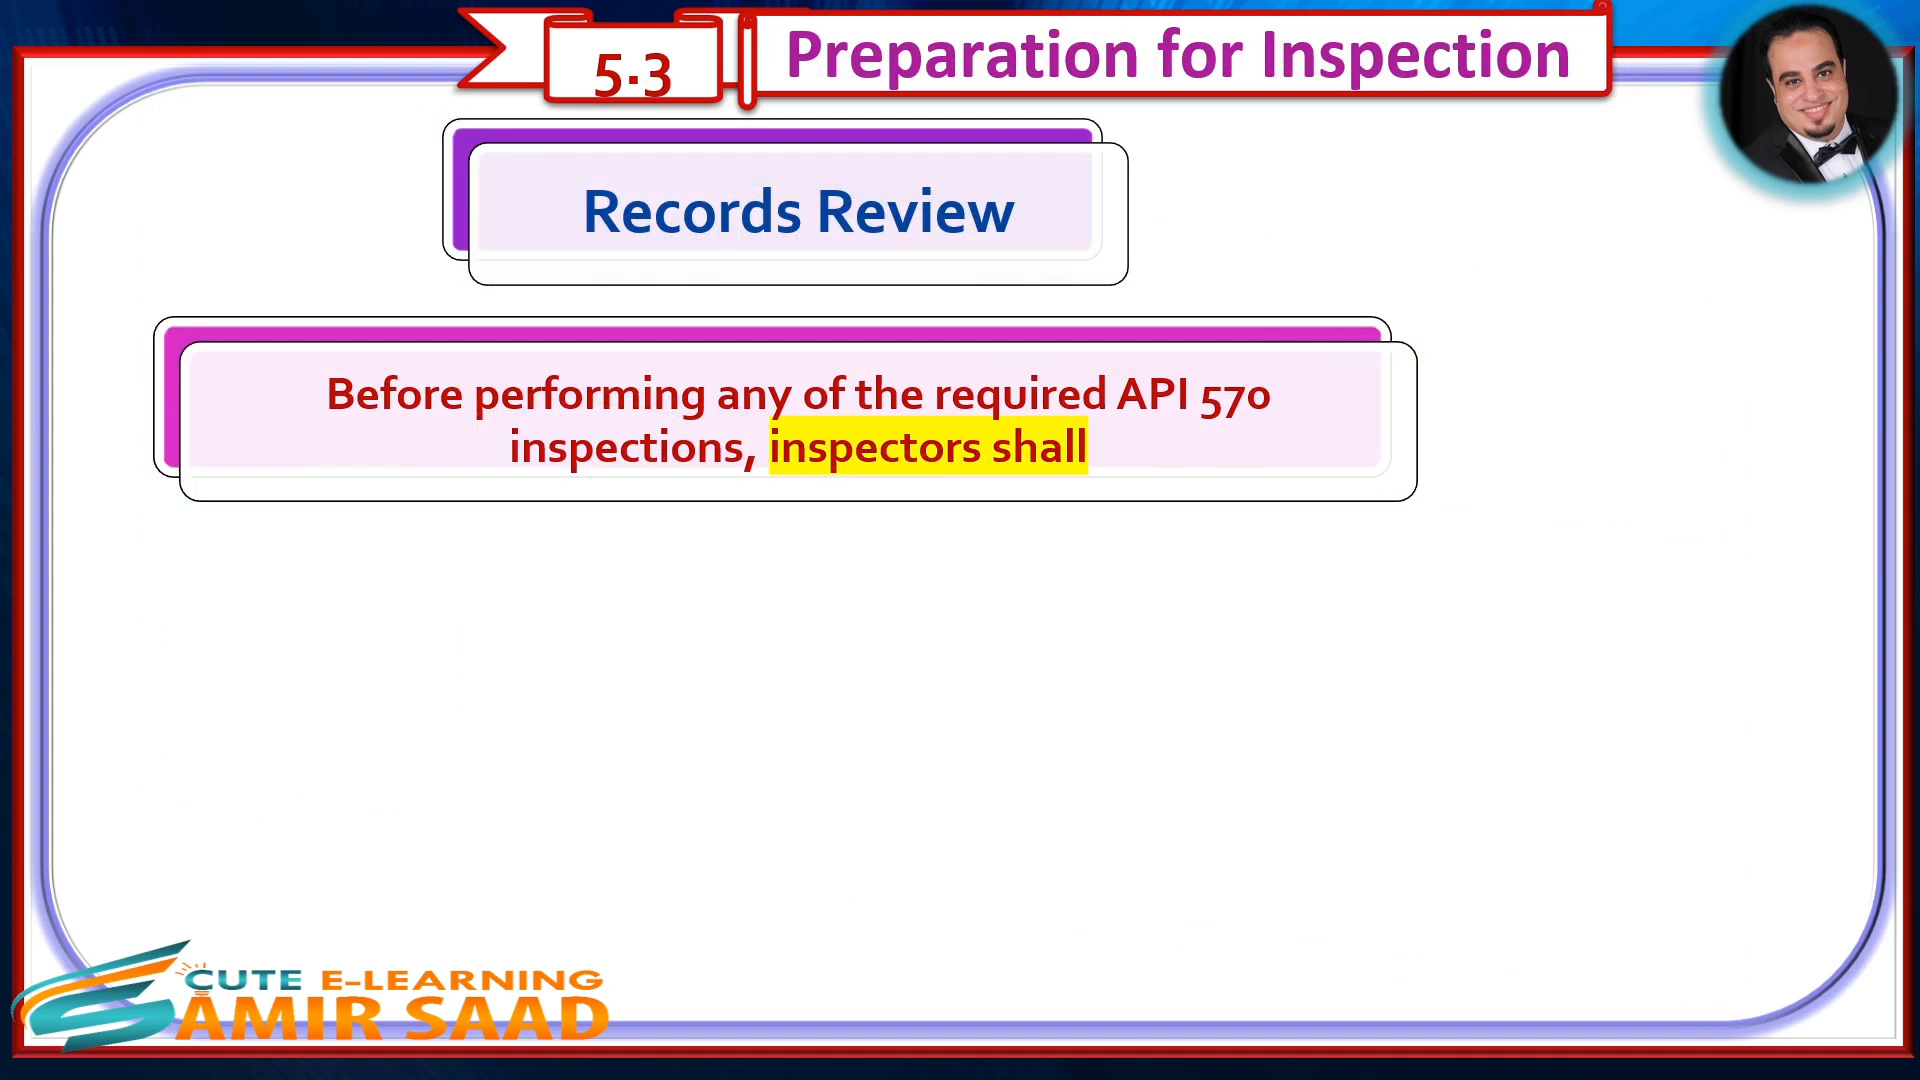 5.3
Preparation for Inspection
Records Review
Before performing any of the required API 570
inspections, inspectors shall
CUTE E-LEARNING
AMIR SAAD